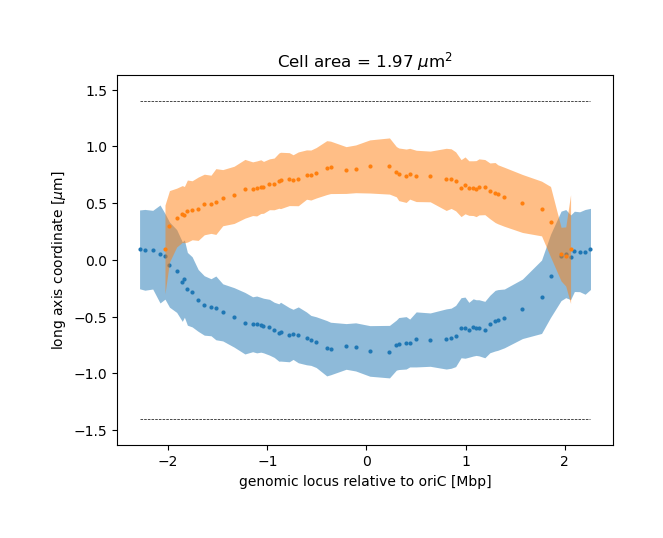 Cell area = 1.97 μm²
1.5
1.0
0.5
0.0
−0.5
−1.0
−1.5
long axis coordinate [μm]
−2 −1 0 1 2
genomic locus relative to oriC [Mbp]